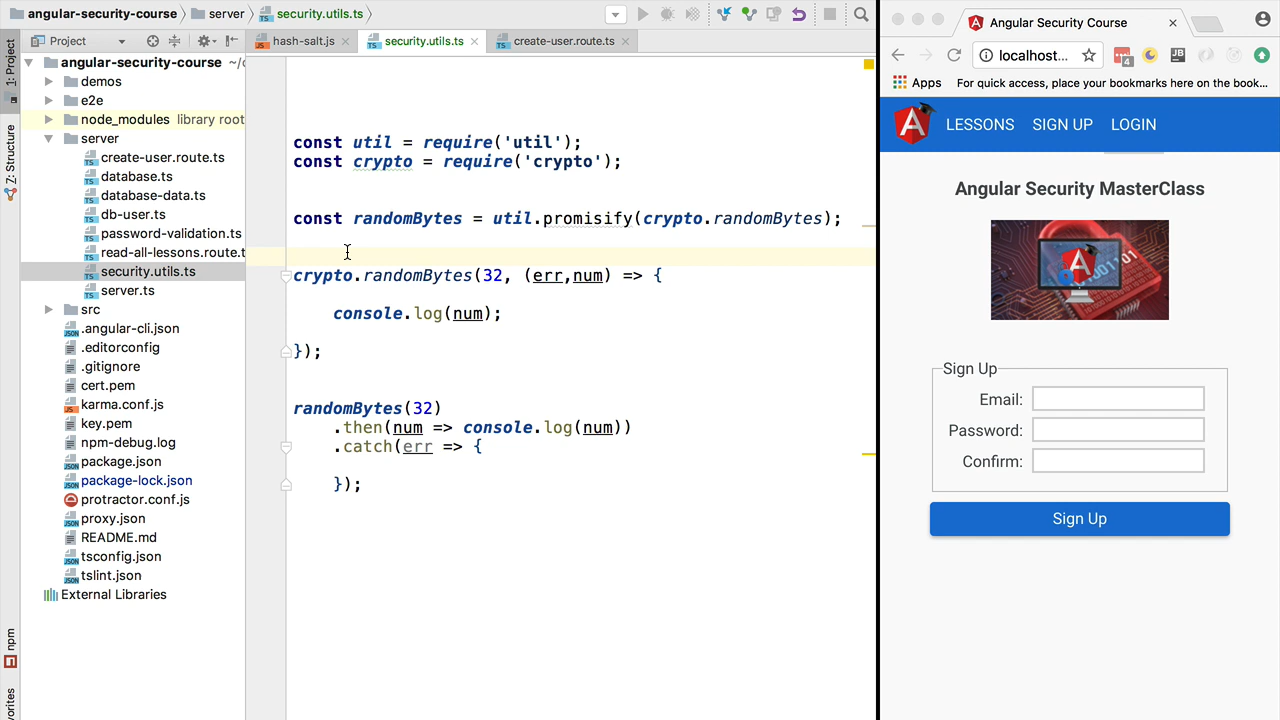 angular-security-course
server
security.utils.ts
Project
hash-salt.js
security.utils.ts
create-user.route.ts
1: Project
Z: Structure
npm
angular-security-course
demos
e2e
node_modules library root
server
create-user.route.ts
database.ts
database-data.ts
db-user.ts
password-validation.ts
read-all-lessons.route.t
security.utils.ts
server.ts
src
.angular-cli.json
.editorconfig
.gitignore
cert.pem
karma.conf.js
key.pem
npm-debug.log
package.json
package-lock.json
protractor.conf.js
proxy.json
README.md
tsconfig.json
tslint.json
External Libraries
const util = require('util');
const crypto = require('crypto');
const randomBytes = util.promisify(crypto.randomBytes);
crypto.randomBytes(32, (err,num) => {
console.log(num);
});
randomBytes(32)
.then(num => console.log(num))
.catch(err => {
});
Angular Security Course
localhost...
4
JB
Apps
For quick access, place your bookmarks here on the book...
LESSONS
SIGN UP
LOGIN
Angular Security MasterClass
Sign Up
Email:
Password:
Confirm:
Sign Up